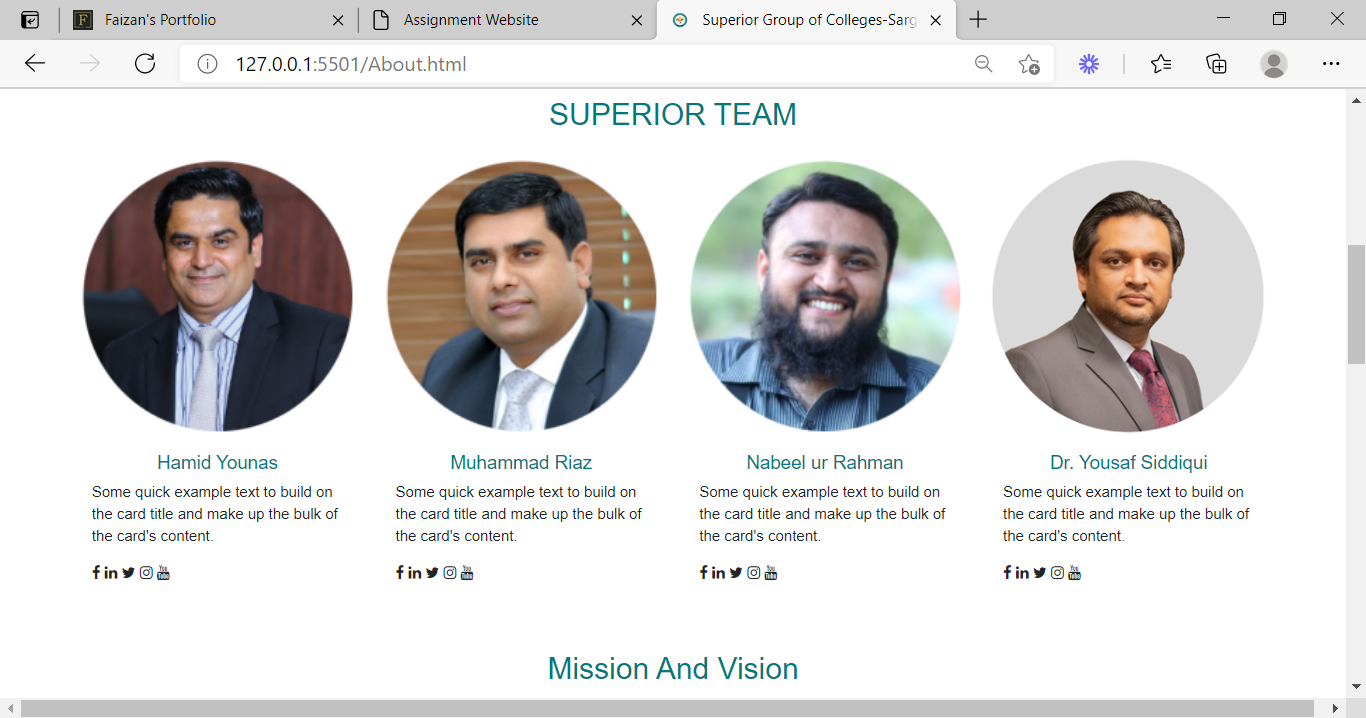 Faizan's Portfolio
Assignment Website
Superior Group of Colleges-Sarg
127.0.0.1:5501/About.html
SUPERIOR TEAM
Hamid Younas
Some quick example text to build on
the card title and make up the bulk of
the card's content.
Muhammad Riaz
Some quick example text to build on
the card title and make up the bulk of
the card's content.
Nabeel ur Rahman
Some quick example text to build on
the card title and make up the bulk of
the card's content.
Dr. Yousaf Siddiqui
Some quick example text to build on
the card title and make up the bulk of
the card's content.
Mission And Vision